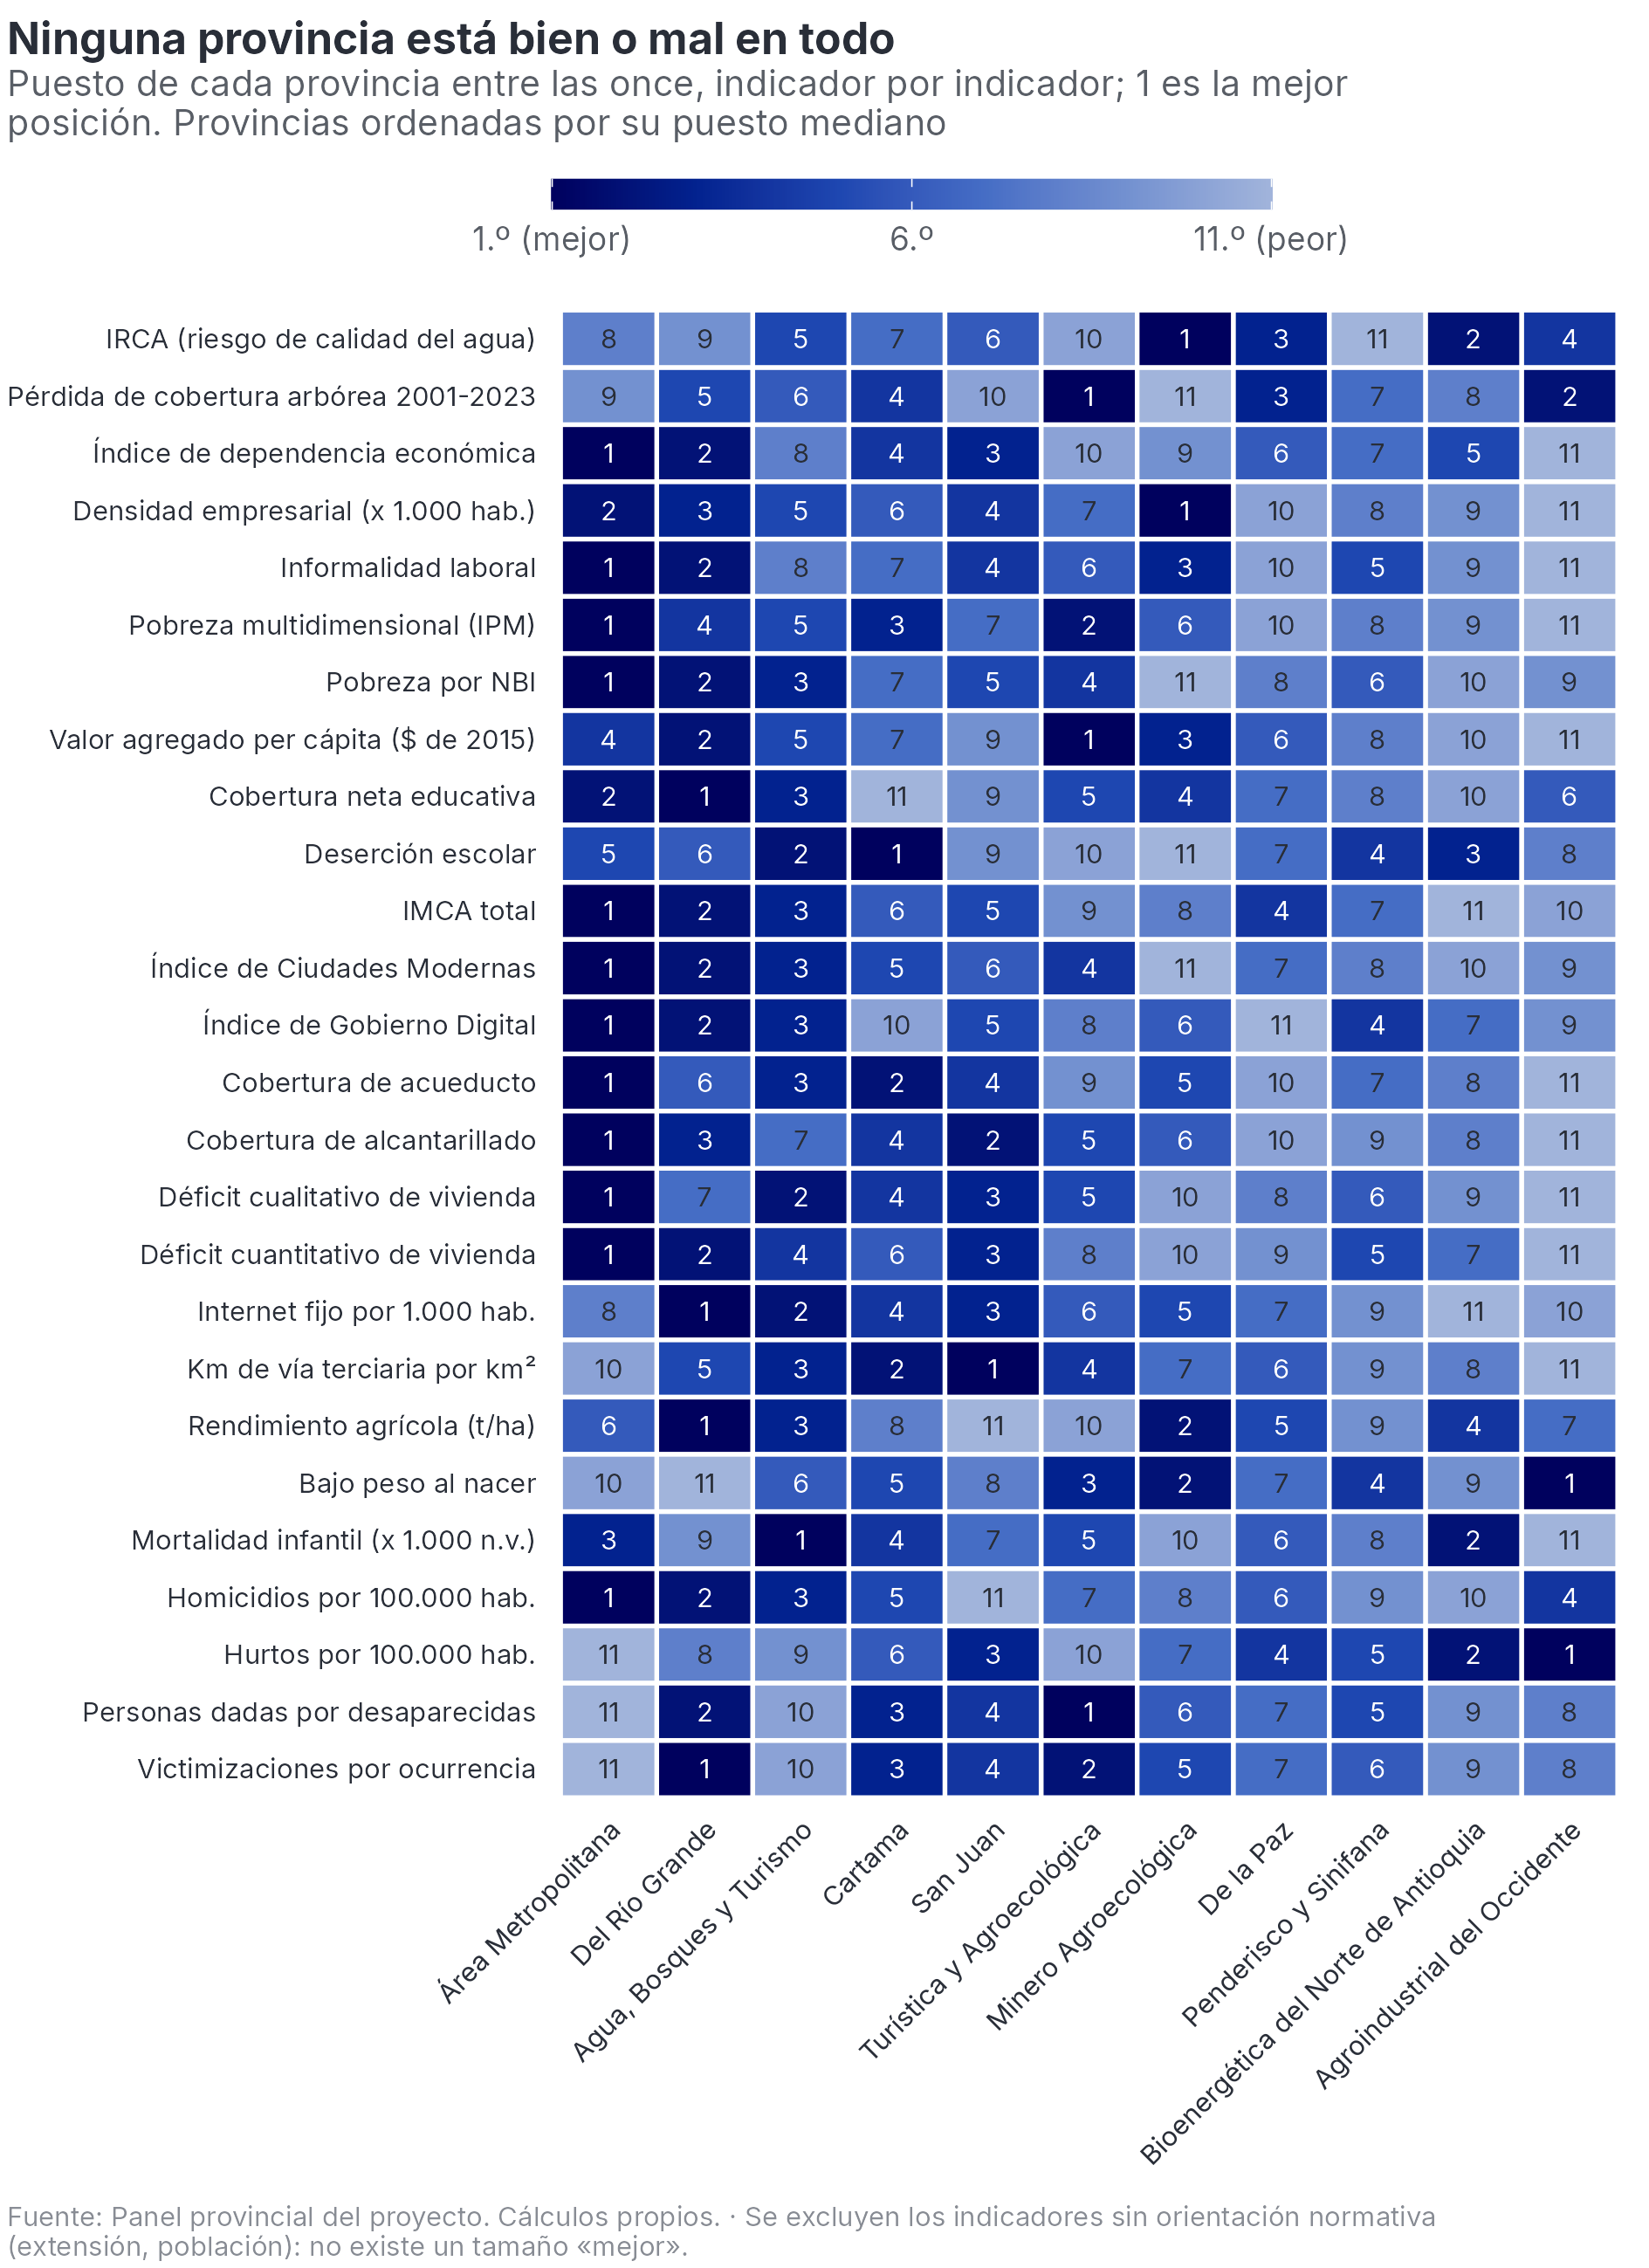 Ninguna provincia está bien o mal en todo
Puesto de cada provincia entre las once, indicador por indicador; 1 es la mejor
posición. Provincias ordenadas por su puesto mediano
1.º (mejor) 6.º 11.º (peor)
IRCA (riesgo de calidad del agua) 8 9 5 7 6 10 1 3 11 2 4
Pérdida de cobertura arbórea 2001-2023 9 5 6 4 10 1 11 3 7 8 2
Índice de dependencia económica 1 2 8 4 3 10 9 6 7 5 11
Densidad empresarial (x 1.000 hab.) 2 3 5 6 4 7 1 10 8 9 11
Informalidad laboral 1 2 8 7 4 6 3 10 5 9 11
Pobreza multidimensional (IPM) 1 4 5 3 7 2 6 10 8 9 11
Pobreza por NBI 1 2 3 7 5 4 11 8 6 10 9
Valor agregado per cápita ($ de 2015) 4 2 5 7 9 1 3 6 8 10 11
Cobertura neta educativa 2 1 3 11 9 5 4 7 8 10 6
Deserción escolar 5 6 2 1 9 10 11 7 4 3 8
IMCA total 1 2 3 6 5 9 8 4 7 11 10
Índice de Ciudades Modernas 1 2 3 5 6 4 11 7 8 10 9
Índice de Gobierno Digital 1 2 3 10 5 8 6 11 4 7 9
Cobertura de acueducto 1 6 3 2 4 9 5 10 7 8 11
Cobertura de alcantarillado 1 3 7 4 2 5 6 10 9 8 11
Déficit cualitativo de vivienda 1 7 2 4 3 5 10 8 6 9 11
Déficit cuantitativo de vivienda 1 2 4 6 3 8 10 9 5 7 11
Internet fijo por 1.000 hab. 8 1 2 4 3 6 5 7 9 11 10
Km de vía terciaria por km² 10 5 3 2 1 4 7 6 9 8 11
Rendimiento agrícola (t/ha) 6 1 3 8 11 10 2 5 9 4 7
Bajo peso al nacer 10 11 6 5 8 3 2 7 4 9 1
Mortalidad infantil (x 1.000 n.v.) 3 9 1 4 7 5 10 6 8 2 11
Homicidios por 100.000 hab. 1 2 3 5 11 7 8 6 9 10 4
Hurtos por 100.000 hab. 11 8 9 6 3 10 7 4 5 2 1
Personas dadas por desaparecidas 11 2 10 3 4 1 6 7 5 9 8
Victimizaciones por ocurrencia 11 1 10 3 4 2 5 7 6 9 8
Área Metropolitana
Del Río Grande
Agua, Bosques y Turismo
Cartama
San Juan
Turística y Agroecológica
Minero Agroecológica
De la Paz
Penderisco y Sinifana
Bioenergética del Norte de Antioquia
Agroindustrial del Occidente
Fuente: Panel provincial del proyecto. Cálculos propios. · Se excluyen los indicadores sin orientación normativa
(extensión, población): no existe un tamaño «mejor».